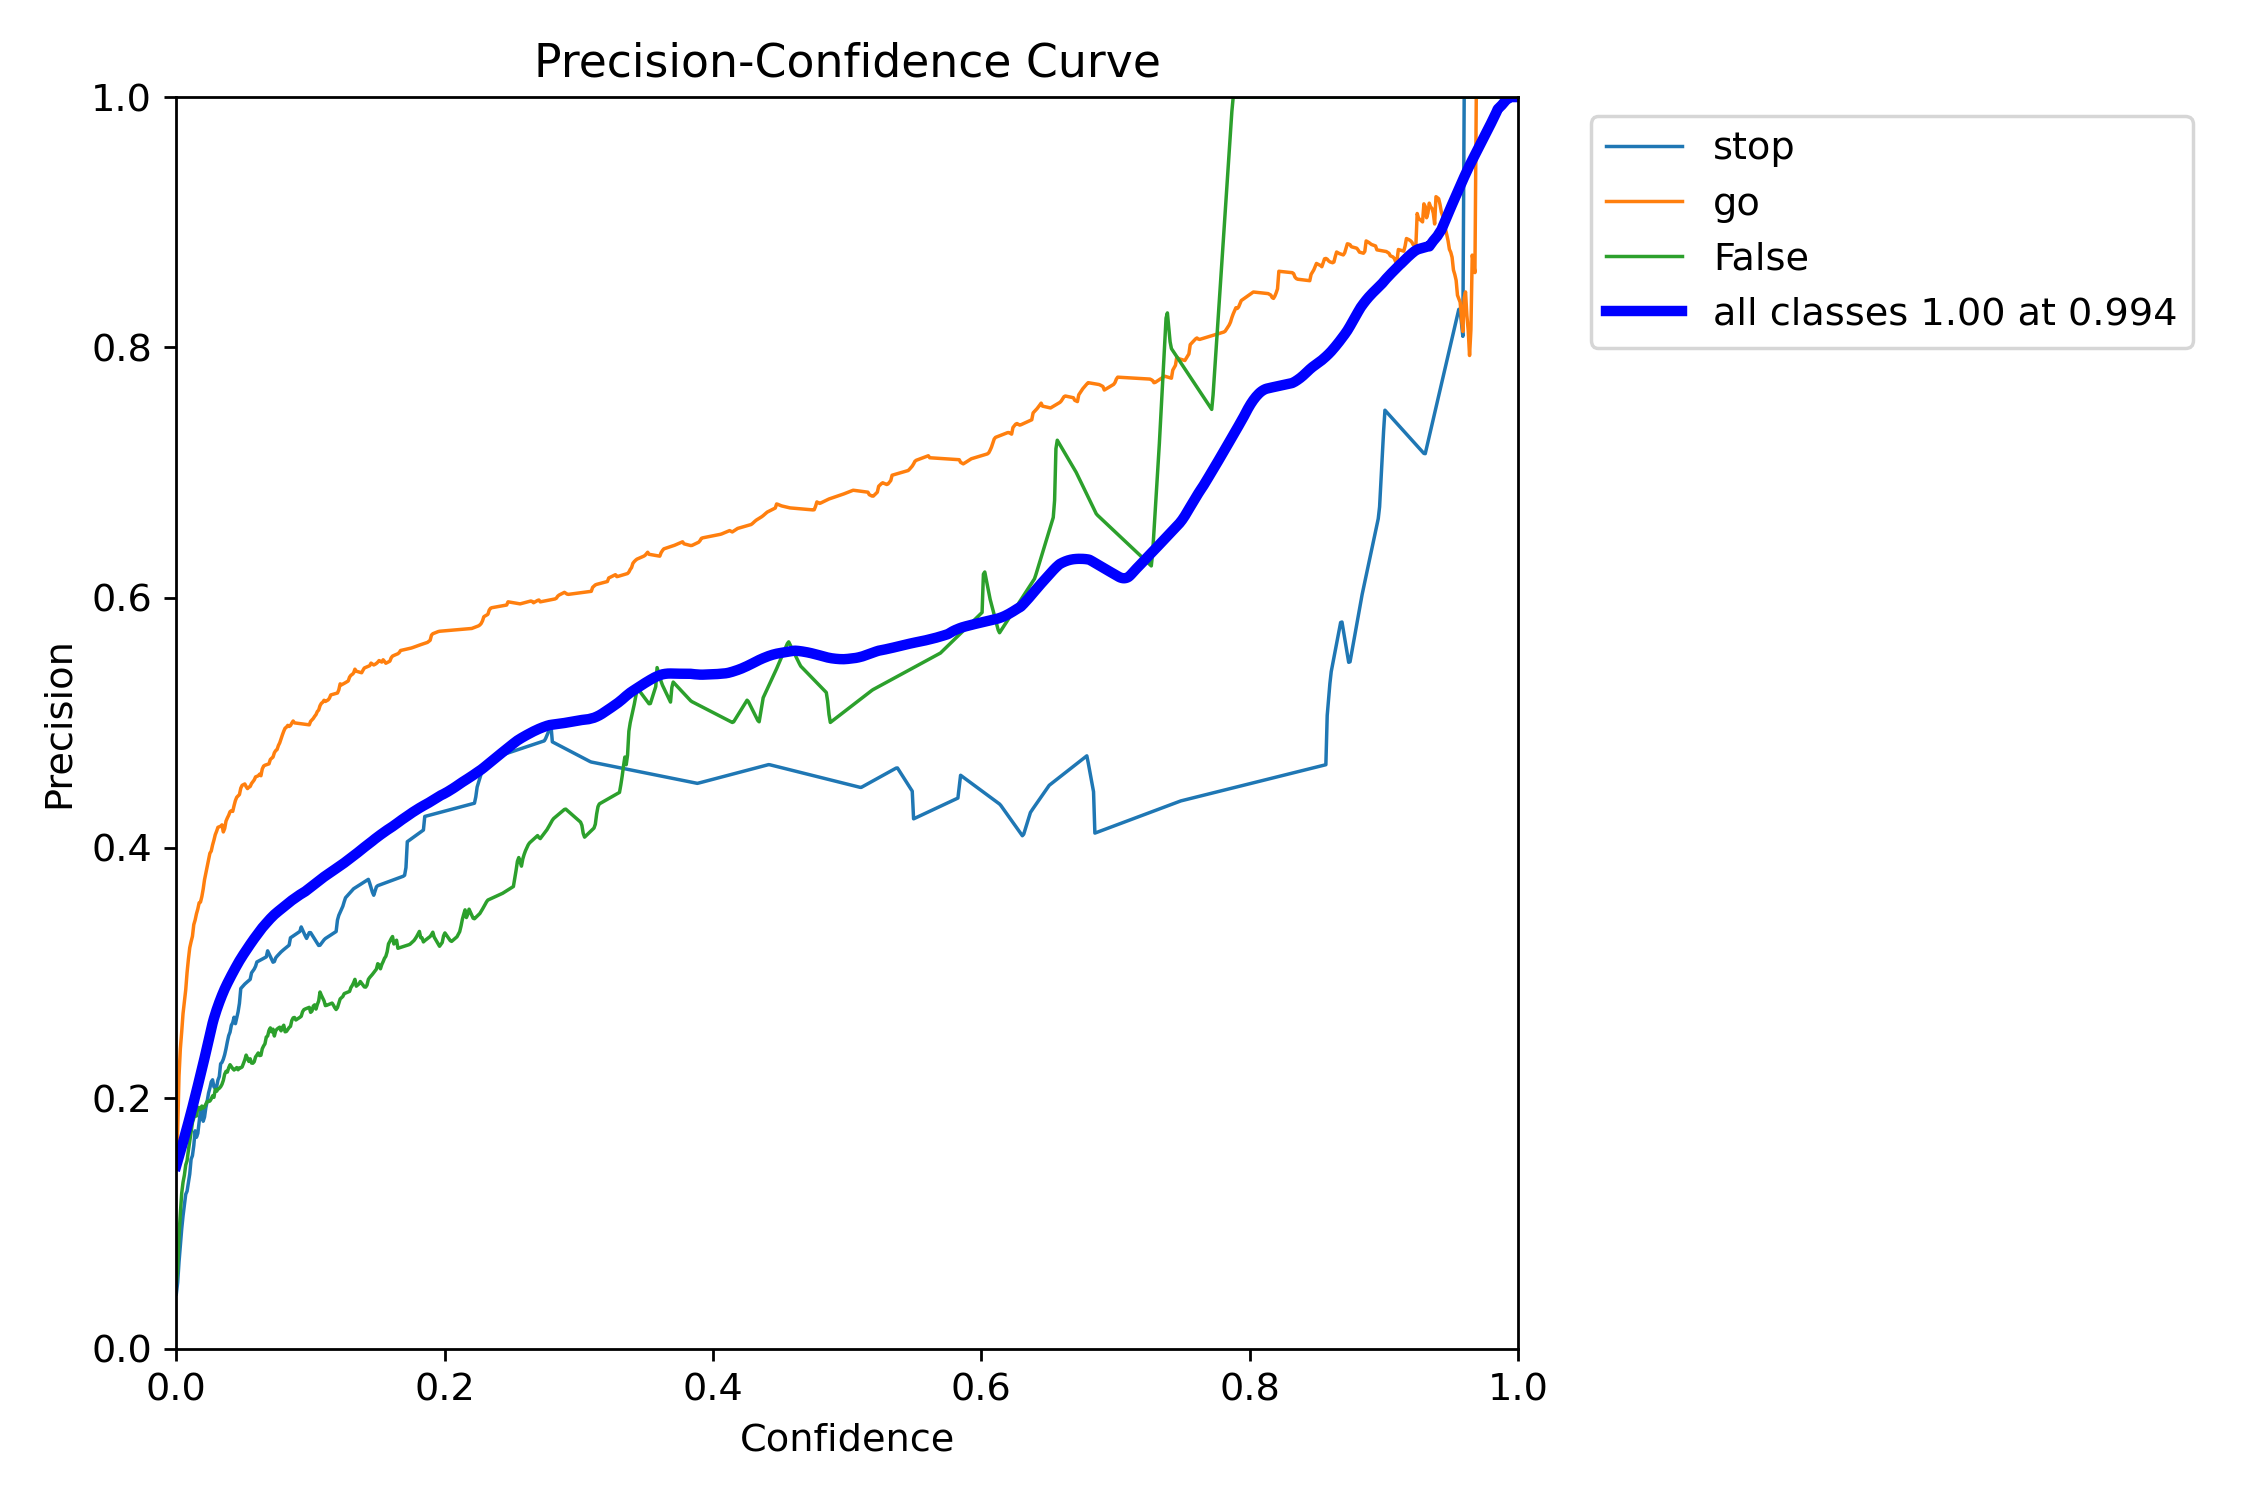 Precision-Confidence Curve
1.0
0.8
0.6
0.4
0.2
0.0
Precision
0.0 0.2 0.4 0.6 0.8 1.0
Confidence
stop
go
False
all classes 1.00 at 0.994